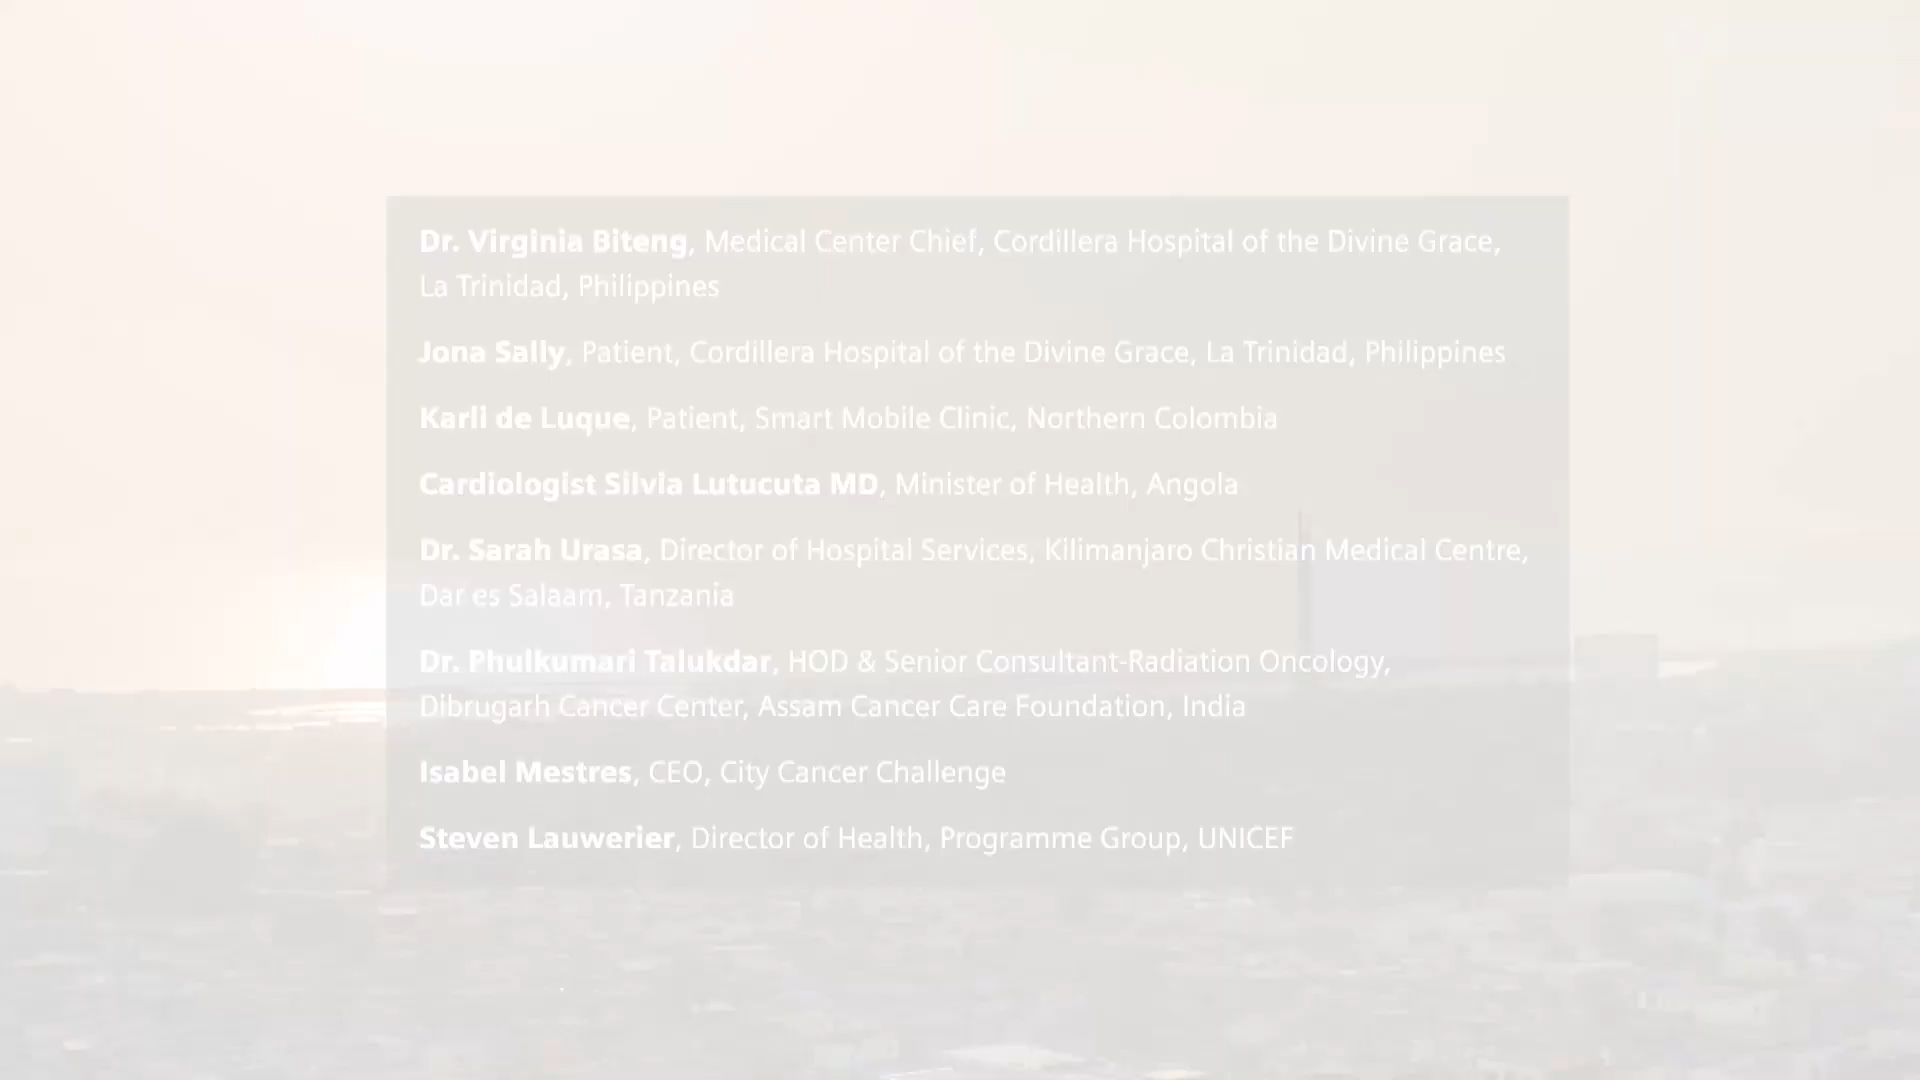 Dr. Virginia Biteng, Medical Center Chief, Cordillera Hospital of the Divine Grace,
La Trinidad, Philippines
Jona Sally, Patient, Cordillera Hospital of the Divine Grace, La Trinidad, Philippines
Karli de Luque, Patient, Smart Mobile Clinic, Northern Colombia
Cardiologist Silvia Lutucuta MD, Minister of Health, Angola
Dr. Sarah Urasa, Director of Hospital Services, Kilimanjaro Christian Medical Centre,
Dar es Salaam, Tanzania
Dr. Phulkumari Talukdar, HOD & Senior Consultant-Radiation Oncology,
Dibrugarh Cancer Center, Assam Cancer Care Foundation, India
Isabel Mestres, CEO, City Cancer Challenge
Steven Lauwerier, Director of Health, Programme Group, UNICEF